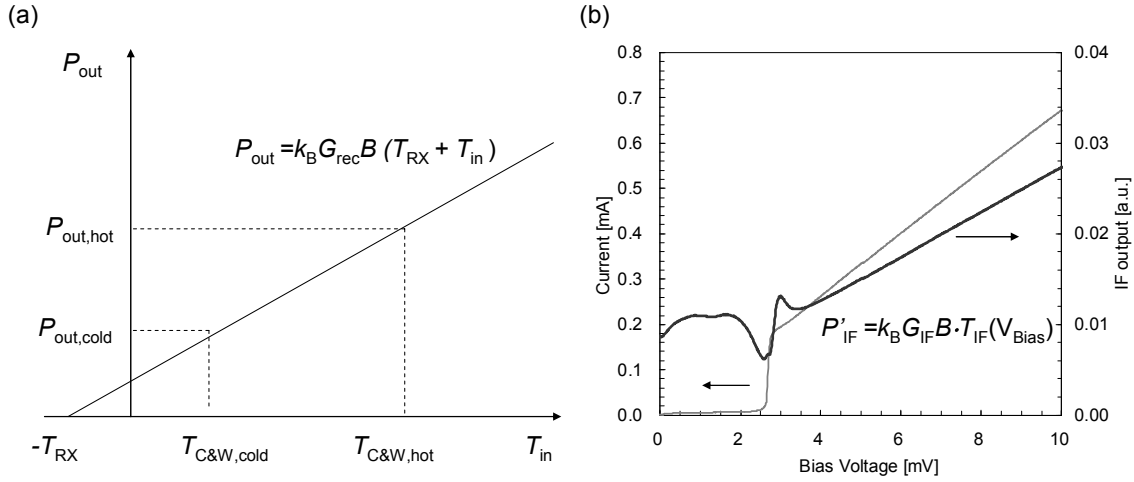 (a)
P_out
P_out =k_B G_rec B (T_RX + T_in )
P_out,hot
P_out,cold
-T_RX
T_C&W,cold
T_C&W,hot
T_in
(b)
0.8
0.7
0.6
0.5
0.4
0.3
0.2
0.1
0.0
Current [mA]
0.04
0.03
0.02
0.01
0.00
IF output [a.u.]
P'_IF =k_B G_IF B·T_IF(V_Bias)
0
2
4
6
8
10
Bias Voltage [mV]